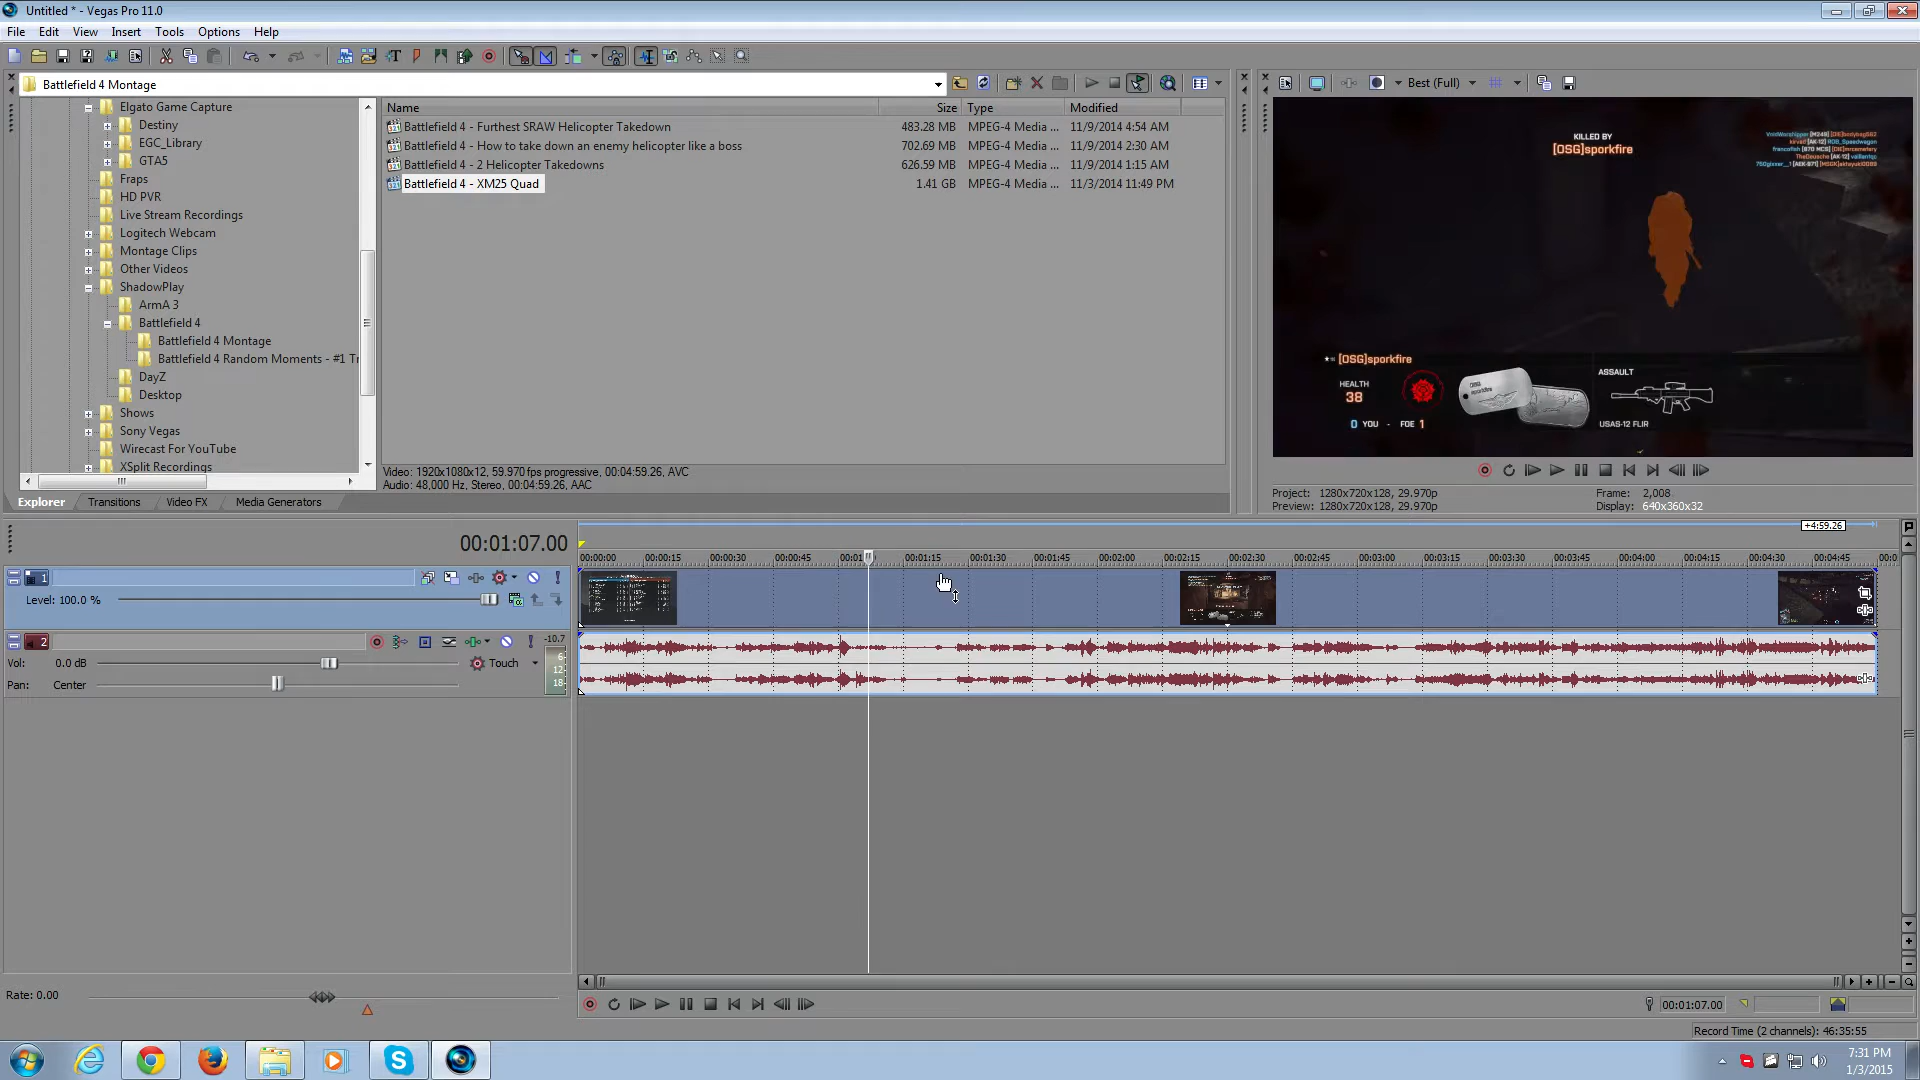 Untitled * - Vegas Pro 11.0
File Edit View Insert Tools Options Help
Battlefield 4 Montage
Best (Full)
Elgato Game Capture
Destiny
EGC_Library
GTA5
Fraps
HD PVR
Live Stream Recordings
Logitech Webcam
Montage Clips
Other Videos
ShadowPlay
ArmA 3
Battlefield 4
Battlefield 4 Montage
Battlefield 4 Random Moments - #1 Tr
DayZ
Desktop
Shows
Sony Vegas
Wirecast For YouTube
XSplit Recordings
Name Size Type Modified
Battlefield 4 - Furthest SRAW Helicopter Takedown 483.28 MB MPEG-4 Media ... 11/9/2014 4:54 AM
Battlefield 4 - How to take down an enemy helicopter like a boss 702.69 MB MPEG-4 Media ... 11/9/2014 2:30 AM
Battlefield 4 - 2 Helicopter Takedowns 626.59 MB MPEG-4 Media ... 11/9/2014 1:15 AM
Battlefield 4 - XM25 Quad 1.41 GB MPEG-4 Media ... 11/3/2014 11:49 PM
Video: 1920x1080x12, 59.970 fps progressive, 00:04:59.26, AVC
Audio: 48,000 Hz, Stereo, 00:04:59.26, AAC
Explorer Transitions Video FX Media Generators
KILLED BY
[OSG]sporkfire
[OSG]sporkfire
HEALTH
38
0 YOU - FOE 1
ASSAULT
USAS-12 FLIR
Project: 1280x720x128, 29.970p
Preview: 1280x720x128, 29.970p
Frame: 2,008
Display: 640x360x32
+4:59.26
00:01:07.00
00:00:00 00:00:15 00:00:30 00:00:45 00:01: 00:01:15 00:01:30 00:01:45 00:02:00 00:02:15 00:02:30 00:02:45 00:03:00 00:03:15 00:03:30 00:03:45 00:04:00 00:04:15 00:04:30 00:04:45 00:0
1
Level: 100.0 %
2
-10.7
Vol: 0.0 dB Touch
Pan: Center
6
12
18
Rate: 0.00
00:01:07.00
Record Time (2 channels): 46:35:55
7:31 PM
1/3/2015